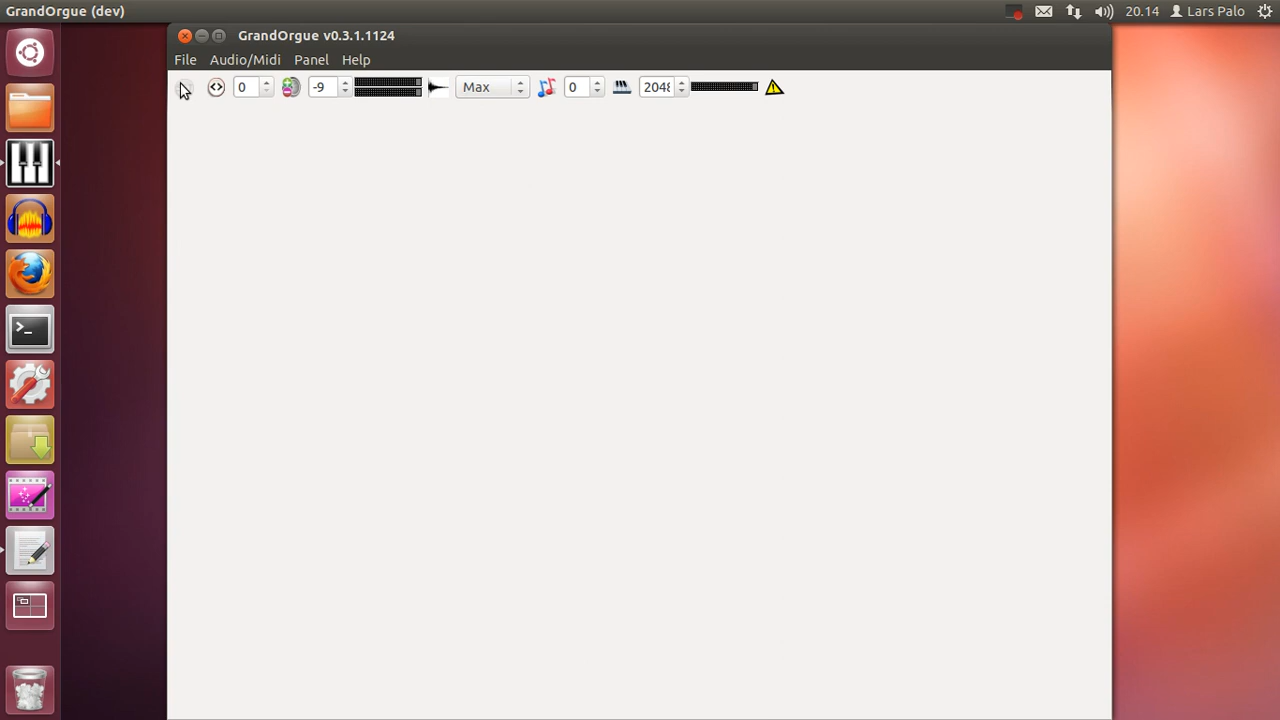 GrandOrgue (dev)
20.14 Lars Palo
GrandOrgue v0.3.1.1124
File Audio/Midi Panel Help
0 -9 Max 0 2048